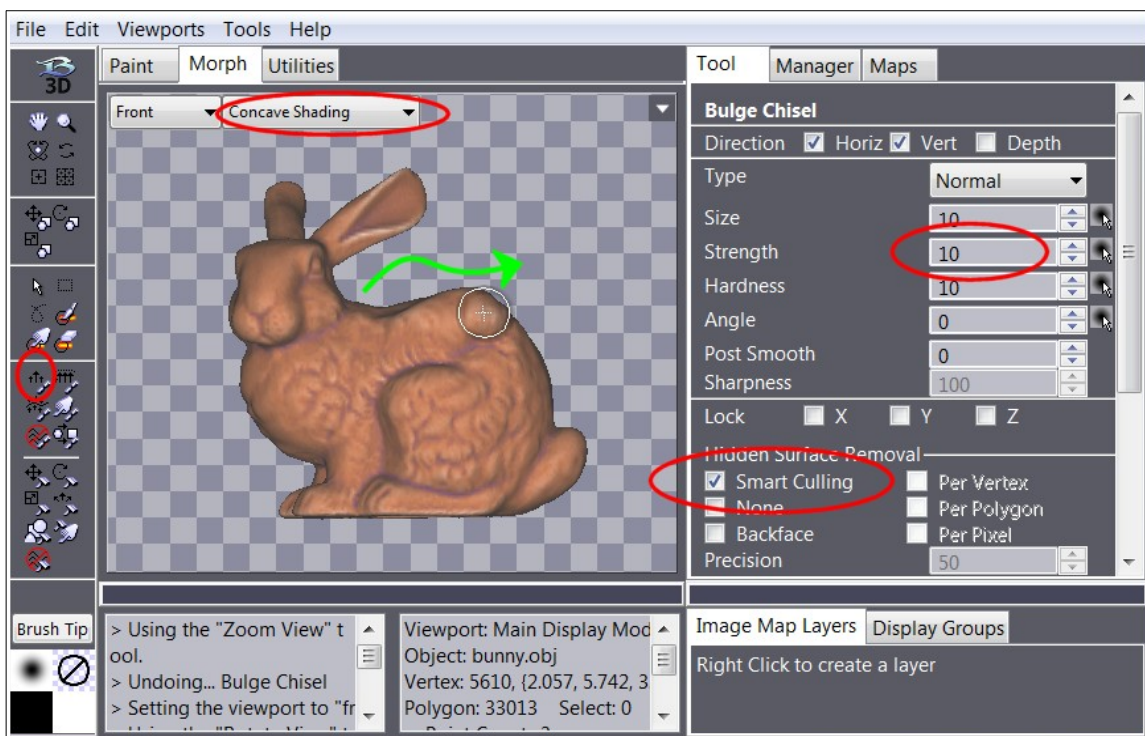 File Edit Viewports Tools Help
3D
Paint Morph Utilities
Tool Manager Maps
Front Concave Shading
Bulge Chisel
Direction Horiz Vert Depth
Type Normal
Size 10
Strength 10
Hardness 10
Angle 0
Post Smooth 0
Sharpness 100
Lock X Y Z
Hidden Surface Removal
Smart Culling Per Vertex
None Per Polygon
Backface Per Pixel
Precision 50
Brush Tip
> Using the "Zoom View" t
ool.
> Undoing... Bulge Chisel
> Setting the viewport to "fr
Viewport: Main Display Mod
Object: bunny.obj
Vertex: 5610, {2.057, 5.742, 3
Polygon: 33013 Select: 0
Image Map Layers Display Groups
Right Click to create a layer